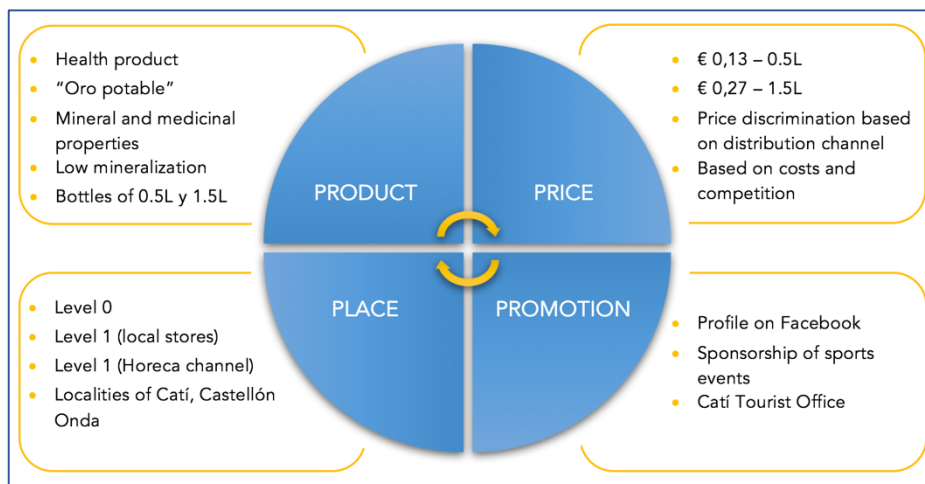 Health product
"Oro potable"
Mineral and medicinal
properties
Low mineralization
Bottles of 0.5L y 1.5L
PRODUCT
€ 0,13 – 0.5L
€ 0,27 – 1.5L
Price discrimination based
on distribution channel
Based on costs and
competition
PRICE
Level 0
Level 1 (local stores)
Level 1 (Horeca channel)
Localities of Catí, Castellón
Onda
PLACE
PROMOTION
Profile on Facebook
Sponsorship of sports
events
Catí Tourist Office